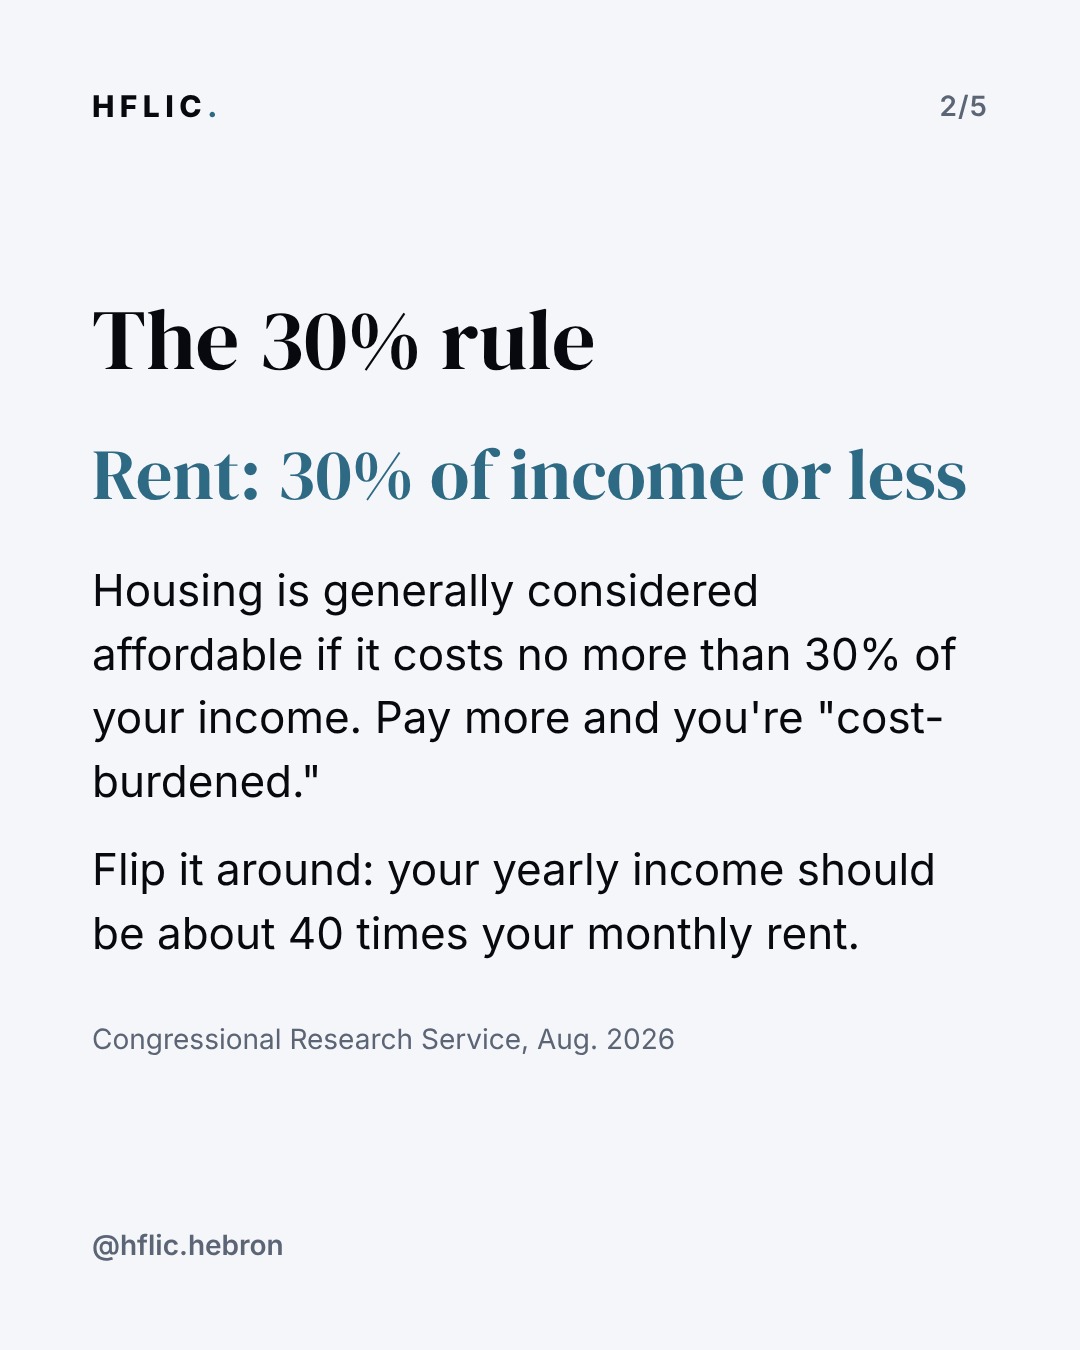 HFLIC.
2/5
The 30% rule
Rent: 30% of income or less
Housing is generally considered
affordable if it costs no more than 30% of
your income. Pay more and you're "cost-
burdened."
Flip it around: your yearly income should
be about 40 times your monthly rent.
Congressional Research Service, Aug. 2026
@hflic.hebron